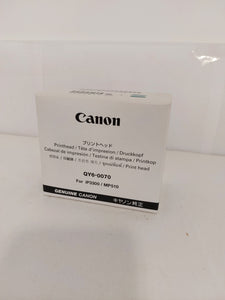 Canon
プリントヘッド
Printhead / Tête d'impression / Druckkopf
Cabezal de impresión / Testina di stampa / Printkop
Print head
QY6-0070
For iP3300 / MP510
GENUINE CANON
キヤノン純正